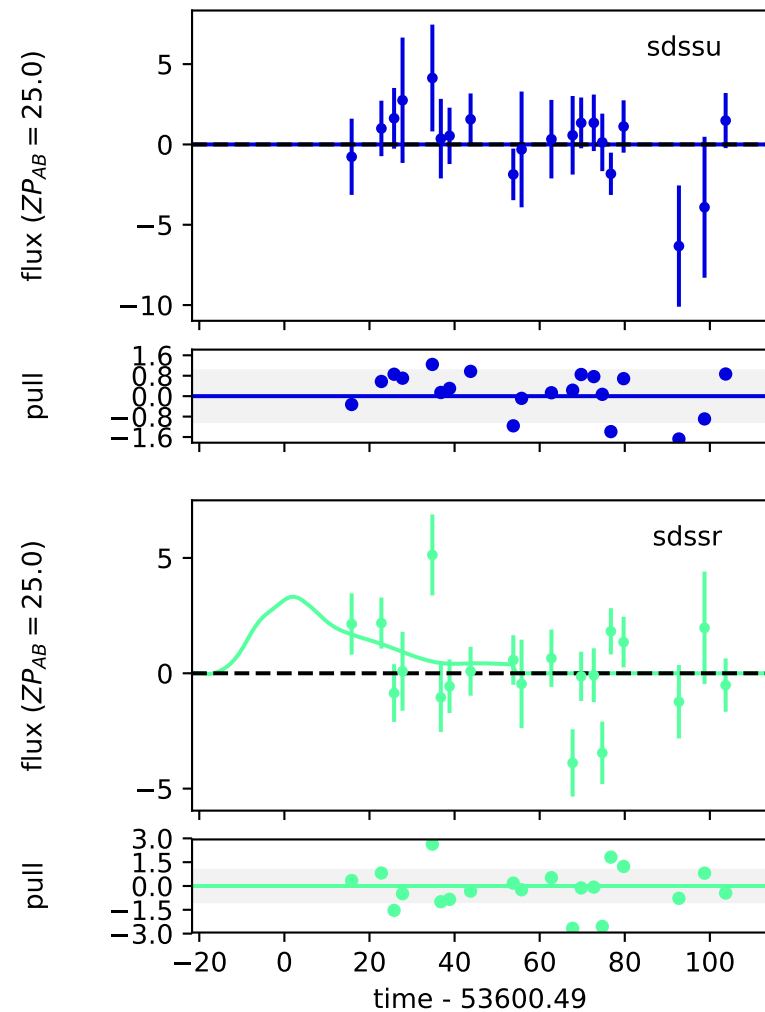 sdssu
flux (ZP_AB = 25.0)
5
0
−5
−10
pull
1.6
0.8
0.0
−0.8
−1.6
sdssr
flux (ZP_AB = 25.0)
5
0
−5
pull
3.0
1.5
0.0
−1.5
−3.0
−20 0 20 40 60 80 100
time - 53600.49